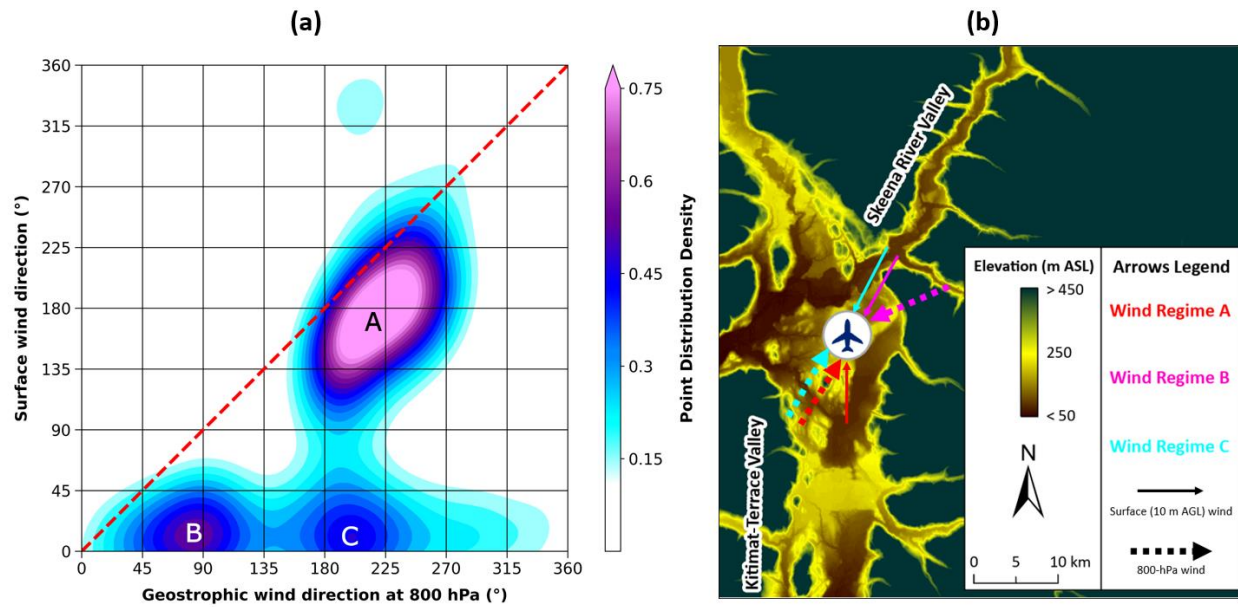 (a)
360
315
270
225
180
135
90
45
0
0 45 90 135 180 225 270 315 360
Surface wind direction (°)
Geostrophic wind direction at 800 hPa (°)
A
B
C
0.75
0.6
0.45
0.3
0.15
Point Distribution Density
(b)
Skeena River Valley
Kitimat-Terrace Valley
Elevation (m ASL)
> 450
250
< 50
N
0 5 10 km
Arrows Legend
Wind Regime A
Wind Regime B
Wind Regime C
Surface (10 m AGL) wind
800-hPa wind